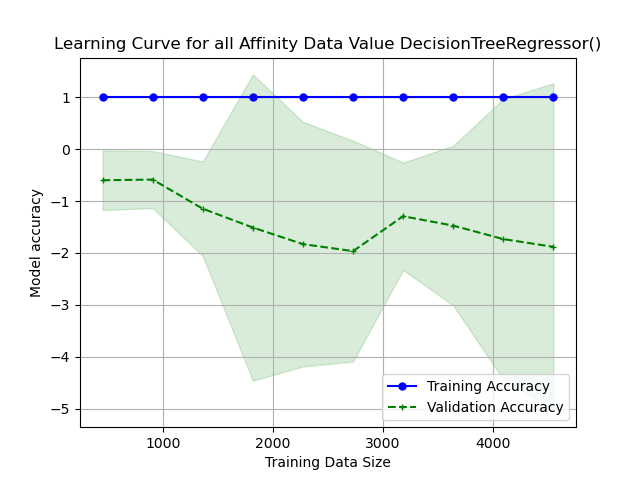 Learning Curve for all Affinity Data Value DecisionTreeRegressor()
Model accuracy
1
0
−1
−2
−3
−4
−5
Training Accuracy
Validation Accuracy
1000 2000 3000 4000
Training Data Size